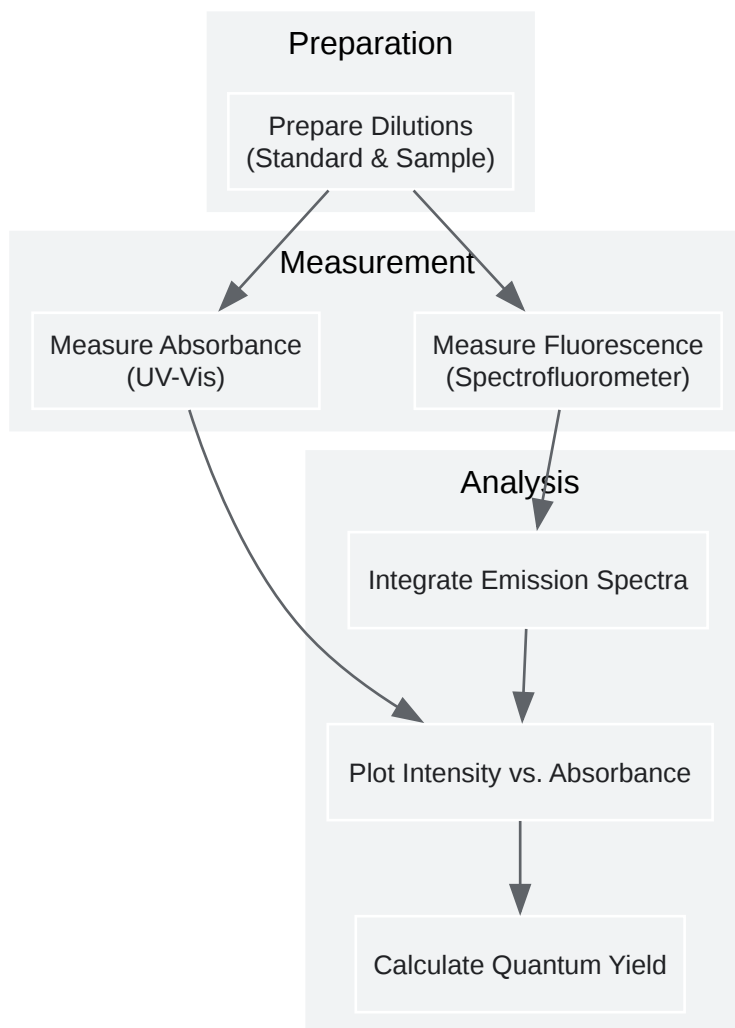 Preparation
Prepare Dilutions
(Standard & Sample)
Measurement
Measure Absorbance
(UV-Vis)
Measure Fluorescence
(Spectrofluorometer)
Analysis
Integrate Emission Spectra
Plot Intensity vs. Absorbance
Calculate Quantum Yield